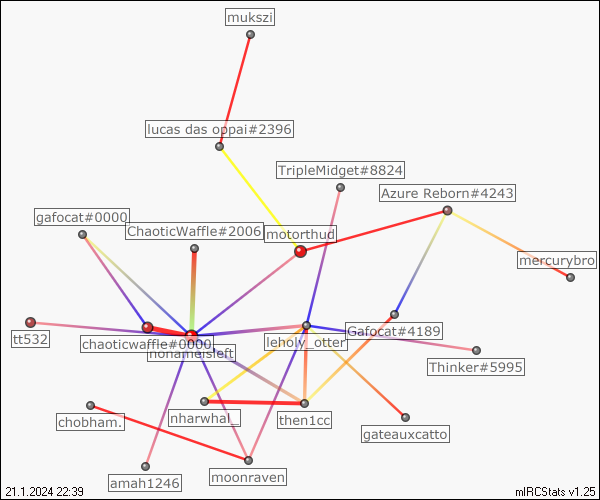 mukszi
lucas das oppai#2396
TripleMidget#8824
Azure Reborn#4243
gafocat#0000
ChaoticWaffle#2006
motorthud
mercurybro
tt532
chaoticwaffle#0000
nonameisleft
leholy_otter
Gafocat#4189
Thinker#5995
chobham.
nharwhal_
then1cc
gateauxcatto
amah1246
moonraven
21.1.2024 22:39
mIRCStats v1.25